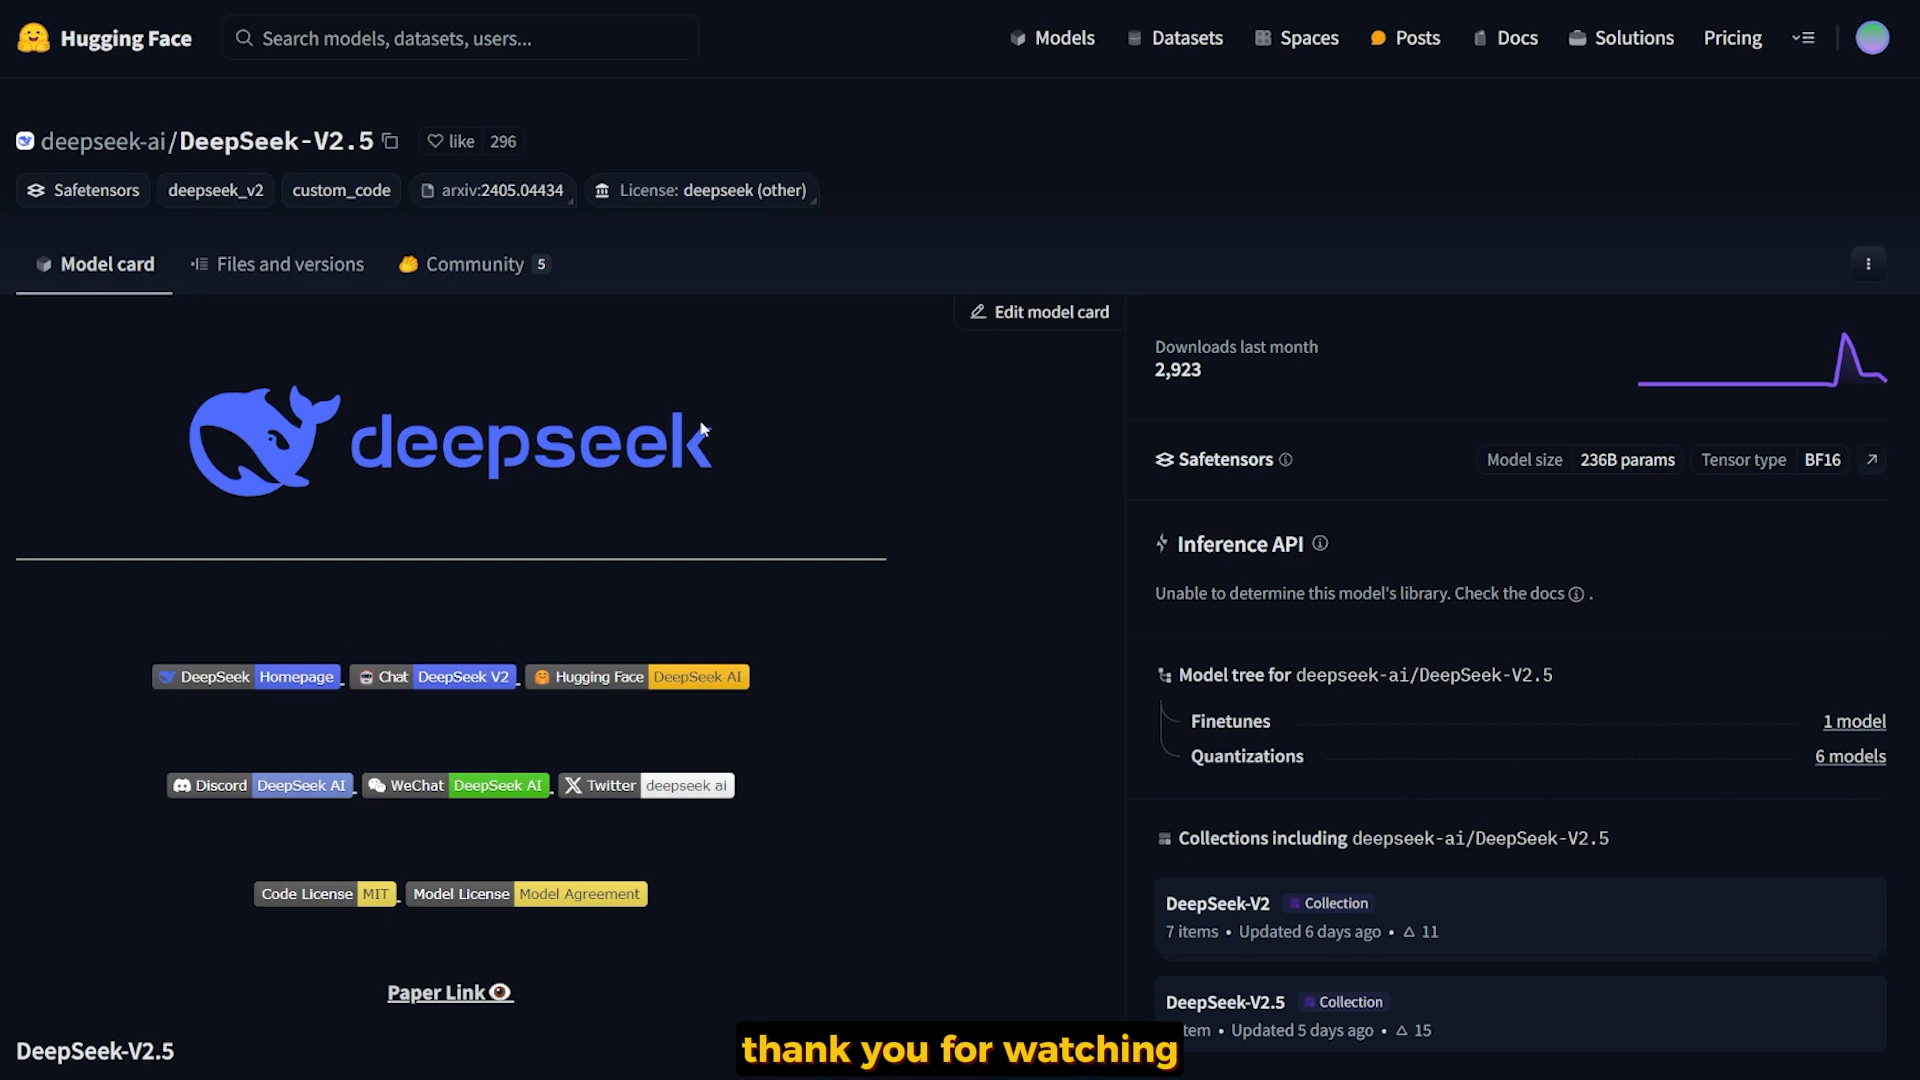 Hugging Face
Search models, datasets, users...
Models
Datasets
Spaces
Posts
Docs
Solutions
Pricing
deepseek-ai/DeepSeek-V2.5
like 296
Safetensors
deepseek_v2
custom_code
arxiv:2405.04434
License: deepseek (other)
Model card
Files and versions
Community 5
Edit model card
deepseek
DeepSeek Homepage
Chat DeepSeek V2
Hugging Face DeepSeek AI
Discord DeepSeek AI
WeChat DeepSeek AI
Twitter deepseek ai
Code License MIT
Model License Model Agreement
Paper Link
DeepSeek-V2.5
Downloads last month
2,923
Safetensors
Model size 236B params
Tensor type BF16
Inference API
Unable to determine this model's library. Check the docs .
Model tree for deepseek-ai/DeepSeek-V2.5
Finetunes 1 model
Quantizations 6 models
Collections including deepseek-ai/DeepSeek-V2.5
DeepSeek-V2 Collection
7 items • Updated 6 days ago • △ 11
DeepSeek-V2.5 Collection
• Updated 5 days ago • △ 15
thank you for watching